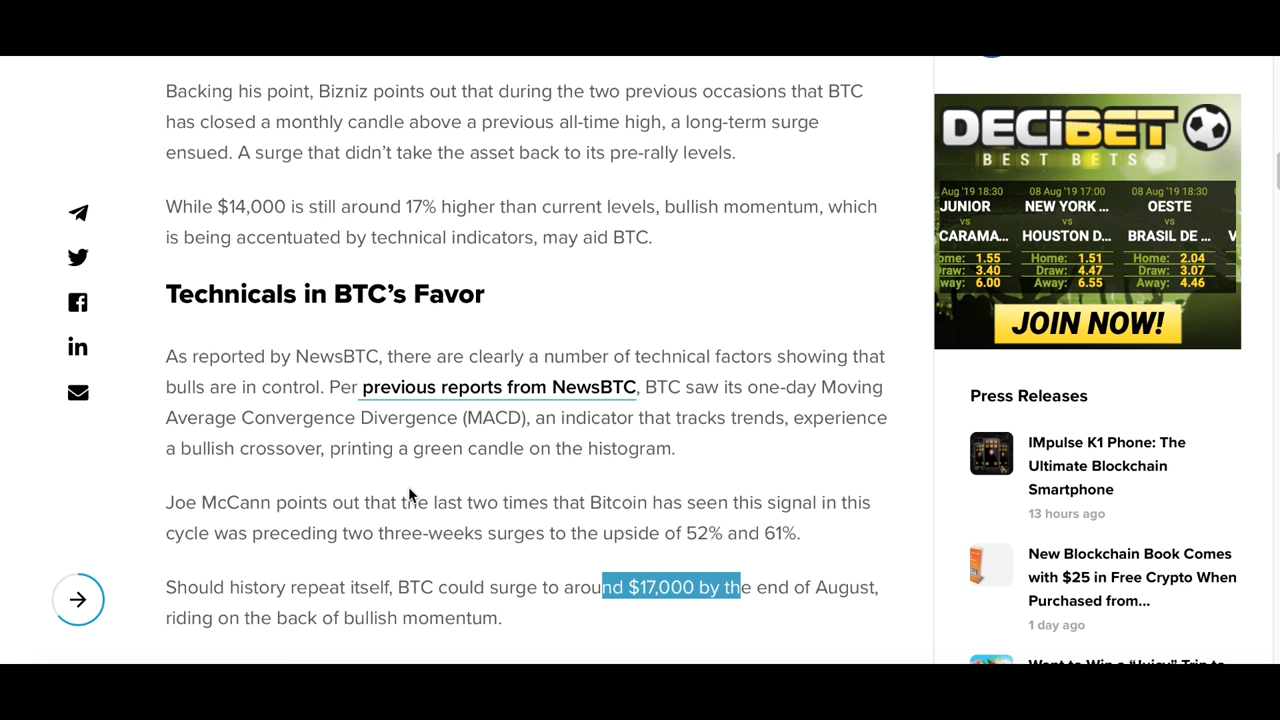 Backing his point, Bizniz points out that during the two previous occasions that BTC
has closed a monthly candle above a previous all-time high, a long-term surge
ensued. A surge that didn’t take the asset back to its pre-rally levels.
While $14,000 is still around 17% higher than current levels, bullish momentum, which
is being accentuated by technical indicators, may aid BTC.
Technicals in BTC’s Favor
As reported by NewsBTC, there are clearly a number of technical factors showing that
bulls are in control. Per previous reports from NewsBTC, BTC saw its one-day Moving
Average Convergence Divergence (MACD), an indicator that tracks trends, experience
a bullish crossover, printing a green candle on the histogram.
Joe McCann points out that the last two times that Bitcoin has seen this signal in this
cycle was preceding two three-weeks surges to the upside of 52% and 61%.
Should history repeat itself, BTC could surge to around $17,000 by the end of August,
riding on the back of bullish momentum.
DECIBET
BEST BETS
Aug '19 18:30 08 Aug '19 17:00 08 Aug '19 18:30
JUNIOR NEW YORK ... OESTE
vs vs vs
CARAMA... HOUSTON D... BRASIL DE ... V
ome: 1.55 Home: 1.51 Home: 2.04
raw: 3.40 Draw: 4.47 Draw: 3.07
way: 6.00 Away: 6.55 Away: 4.46
JOIN NOW!
Press Releases
IMpulse K1 Phone: The
Ultimate Blockchain
Smartphone
13 hours ago
New Blockchain Book Comes
with $25 in Free Crypto When
Purchased from...
1 day ago
Want to Win a “Juicy” Trip to